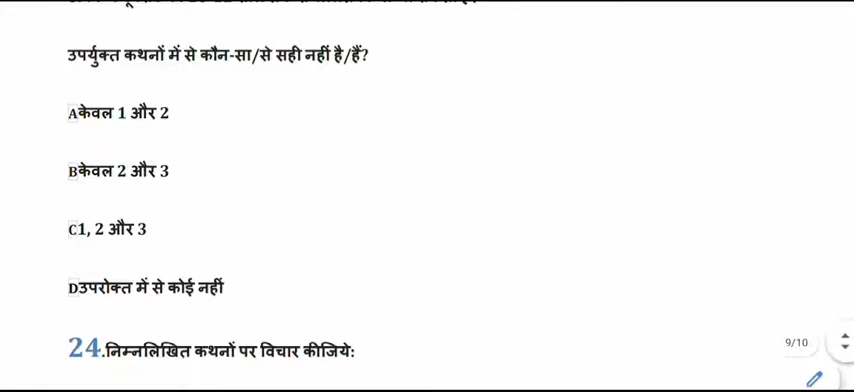 उपर्युक्त कथनों में से कौन-सा/से सही नहीं है/हैं?
Aकेवल 1 और 2
Bकेवल 2 और 3
C1, 2 और 3
Dउपरोक्त में से कोई नहीं
24.निम्नलिखित कथनों पर विचार कीजिये:
9/10